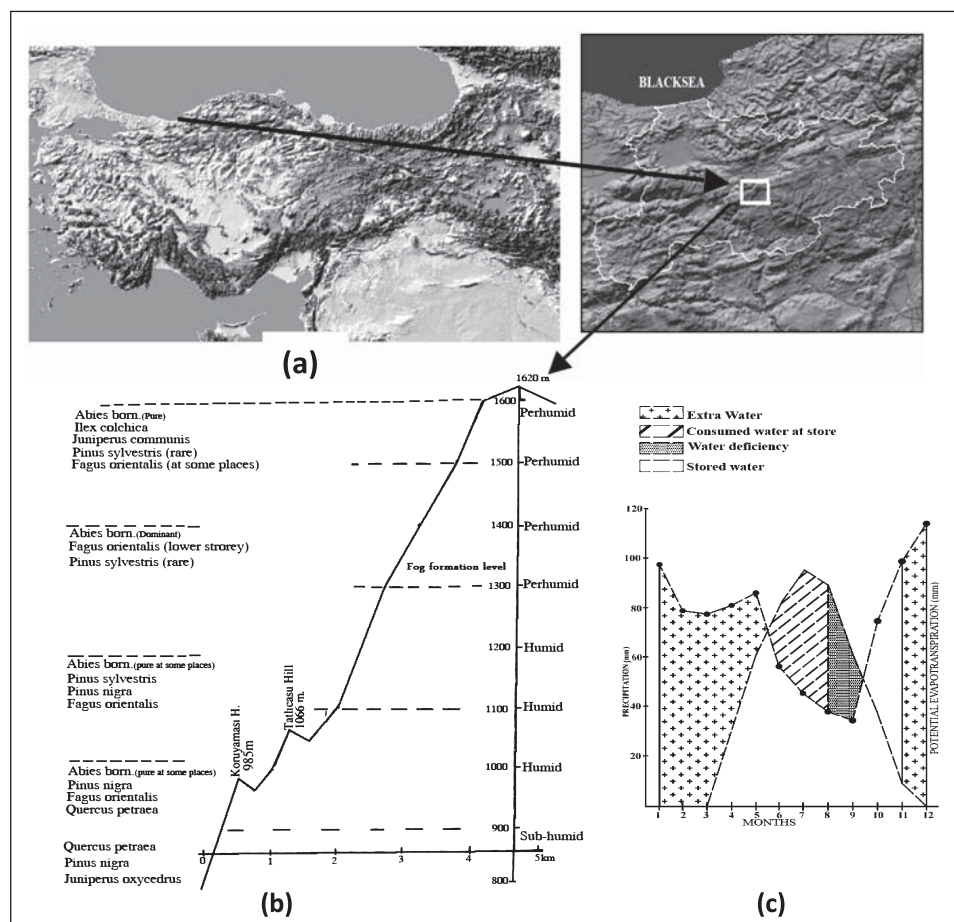 BLACKSEA
(a)
1620 m
Abies born.(Pure)
Ilex colchica
Juniperus communis
Pinus sylvestris (rare)
Fagus orientalis (at some places)
Abies born.(Dominant)
Fagus orientalis (lower strorey)
Pinus sylvestris (rare)
Abies born.(pure at some places)
Pinus sylvestris
Pinus nigra
Fagus orientalis
Abies born.(pure at some places)
Pinus nigra
Fagus orientalis
Quercus petraea
Quercus petraea
Pinus nigra
Juniperus oxycedrus
Koruyaması H.
985m
Tatlıcasu Hill
1066 m.
Fog formation level
1600
Perhumid
1500
Perhumid
1400
Perhumid
1300
Perhumid
1200
Humid
1100
Humid
1000
Humid
900
Sub-humid
800
0 1 2 3 4 5km
(b)
Extra Water
Consumed water at store
Water deficiency
Stored water
120
100
80
60
40
20
PRECIPITATION (mm)
POTENTIAL EVAPOTRANSPIRATION (mm)
1 2 3 4 5 6 7 8 9 10 11 12
MONTHS
(c)